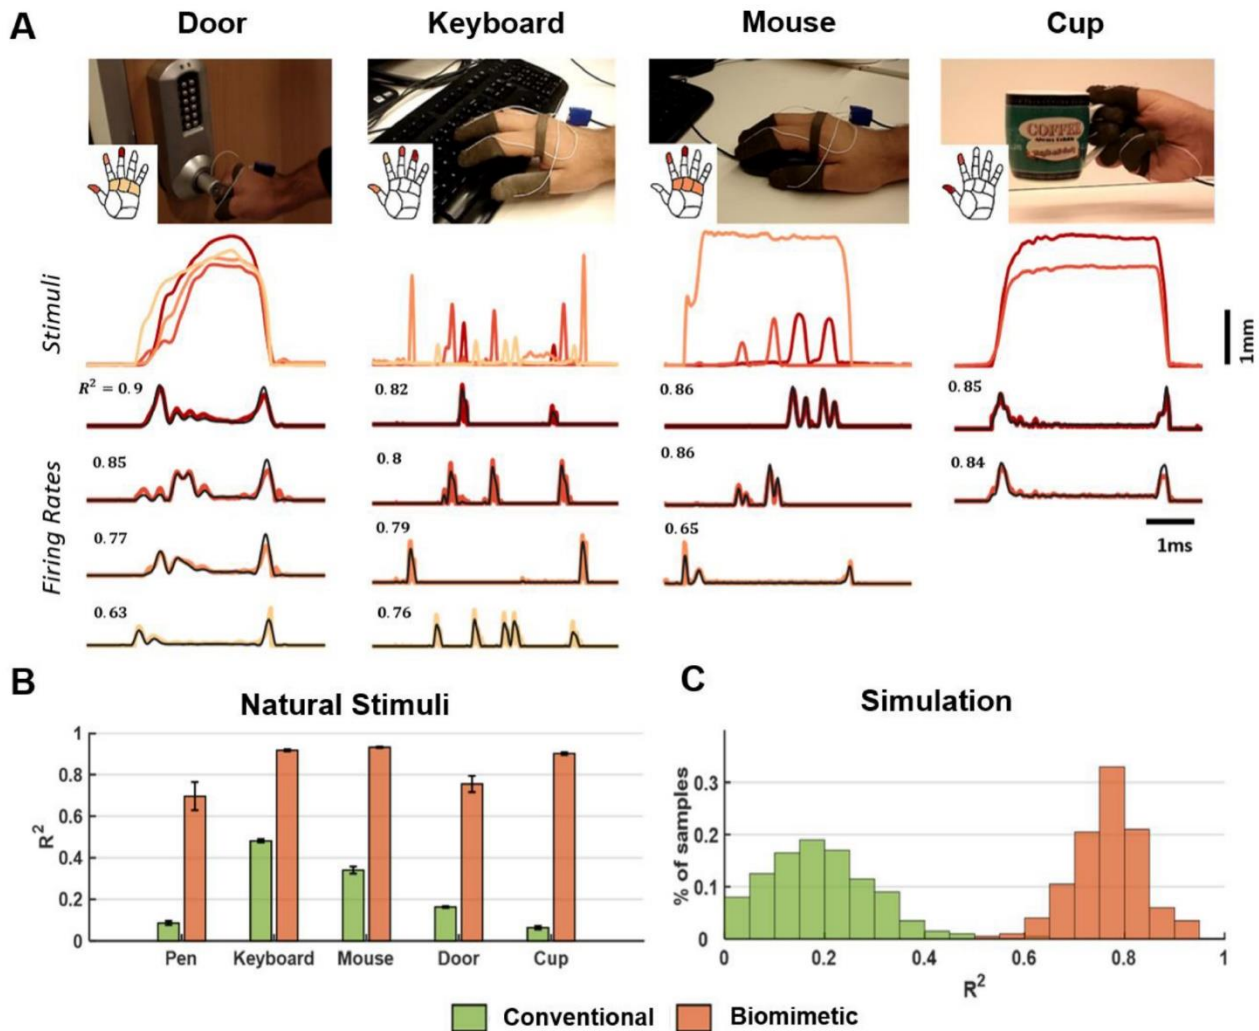 A
Door
Keyboard
Mouse
Cup
COFFEE
Stimuli
1mm
R² = 0.9
0.82
0.86
0.85
Firing Rates
0.85
0.8
0.86
0.84
0.77
0.79
0.65
1ms
0.63
0.76
B
Natural Stimuli
R²
1
0.8
0.6
0.4
0.2
0
Pen Keyboard Mouse Door Cup
C
Simulation
% of samples
0.3
0.2
0.1
0
0 0.2 0.4 0.6 0.8 1
R²
Conventional Biomimetic